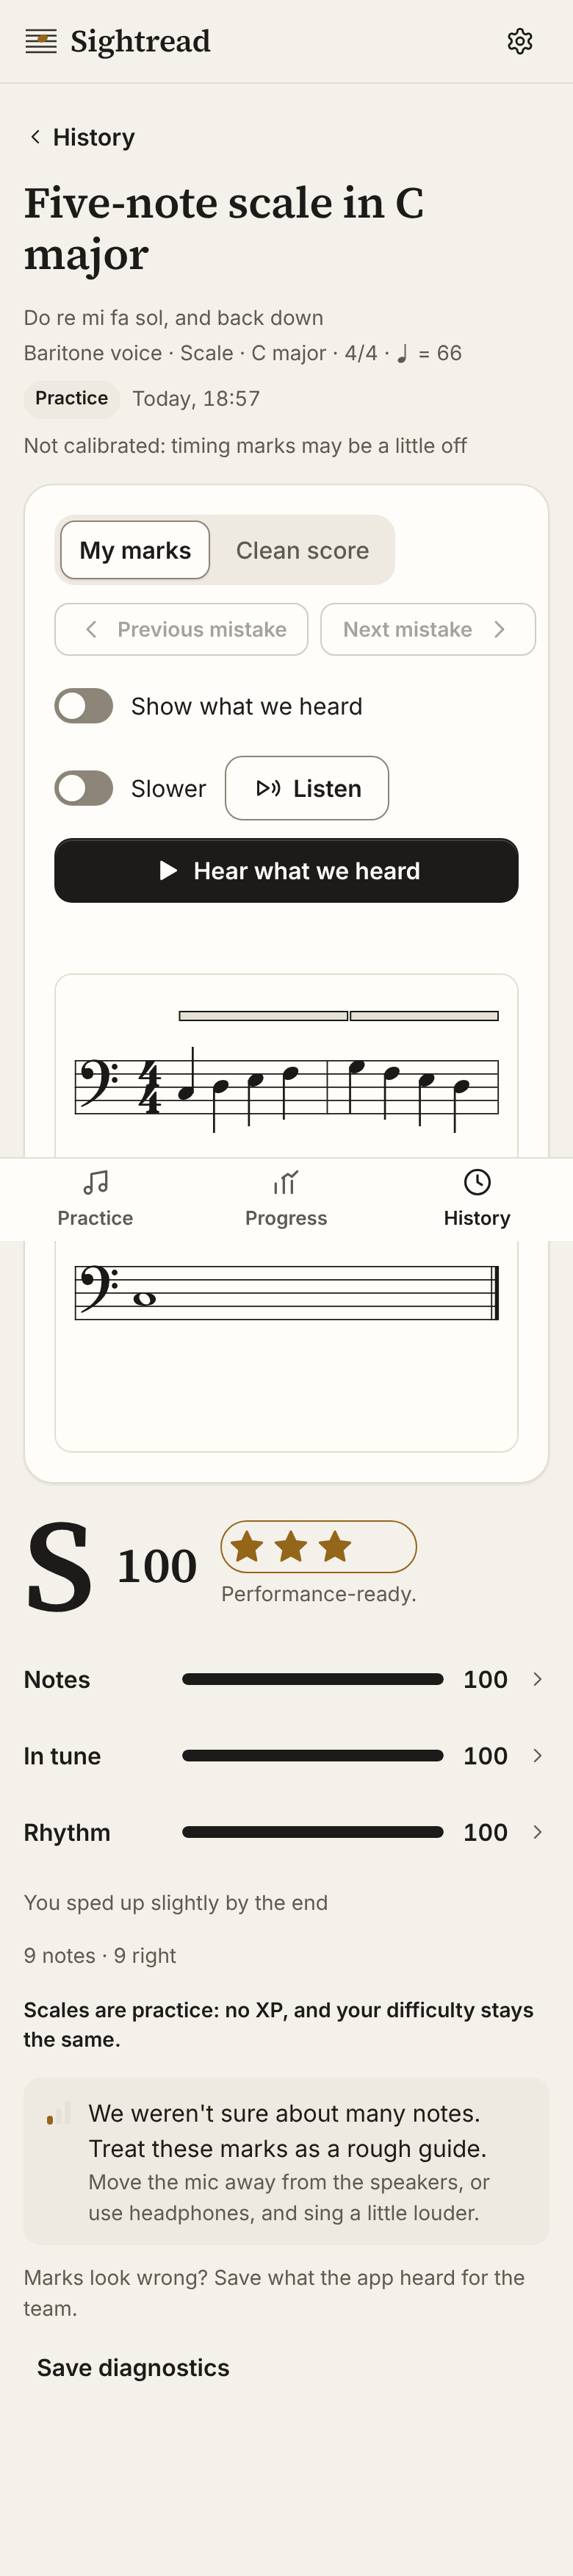 Sightread
History
Five-note scale in C
major
Do re mi fa sol, and back down
Baritone voice · Scale · C major · 4/4 · ♩ = 66
Practice Today, 18:57
Not calibrated: timing marks may be a little off
My marks Clean score
Previous mistake Next mistake
Show what we heard
Slower Listen
Hear what we heard
4
4
Practice Progress History
S 100
Performance-ready.
Notes 100
In tune 100
Rhythm 100
You sped up slightly by the end
9 notes · 9 right
Scales are practice: no XP, and your difficulty stays
the same.
We weren't sure about many notes.
Treat these marks as a rough guide.
Move the mic away from the speakers, or
use headphones, and sing a little louder.
Marks look wrong? Save what the app heard for the
team.
Save diagnostics